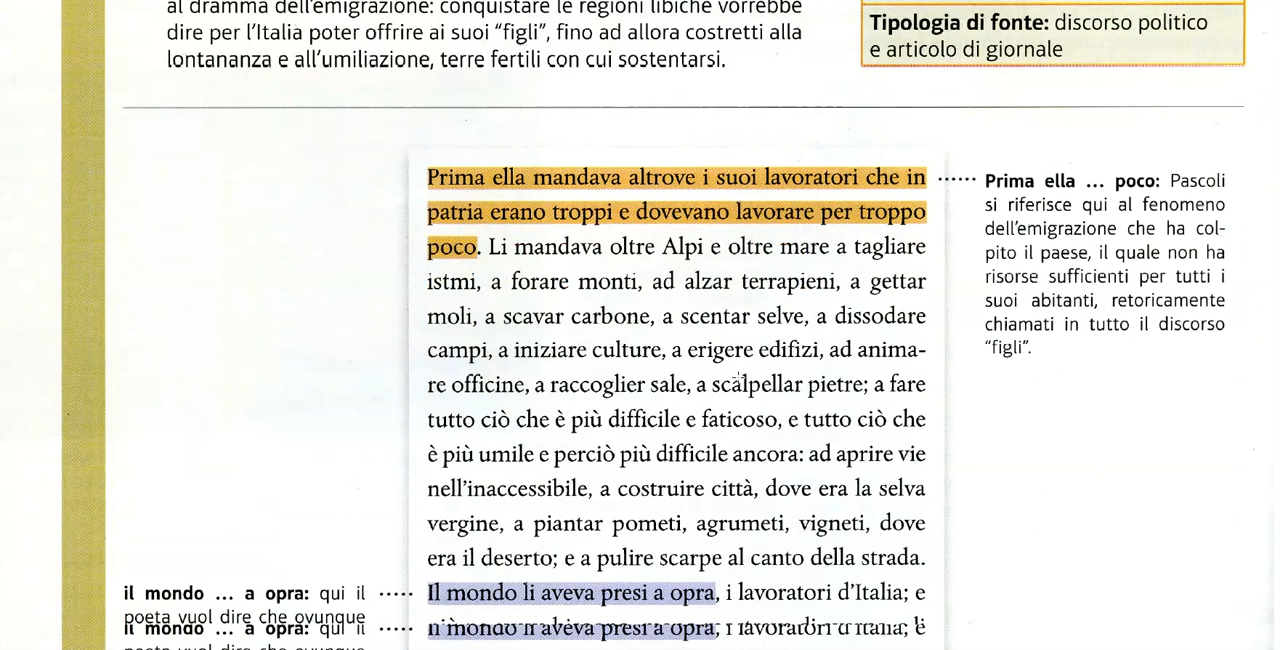 al dramma dell'emigrazione: conquistare le regioni libiche vorrebbe
dire per l'Italia poter offrire ai suoi "figli", fino ad allora costretti alla
lontananza e all'umiliazione, terre fertili con cui sostentarsi.
Tipologia di fonte: discorso politico
e articolo di giornale
Prima ella mandava altrove i suoi lavoratori che in
patria erano troppi e dovevano lavorare per troppo
poco. Li mandava oltre Alpi e oltre mare a tagliare
istmi, a forare monti, ad alzar terrapieni, a gettar
moli, a scavar carbone, a scentar selve, a dissodare
campi, a iniziare culture, a erigere edifizi, ad anima-
re officine, a raccoglier sale, a scalpellar pietre; a fare
tutto ciò che è più difficile e faticoso, e tutto ciò che
è più umile e perciò più difficile ancora: ad aprire vie
nell'inaccessibile, a costruire città, dove era la selva
vergine, a piantar pometi, agrumeti, vigneti, dove
era il deserto; e a pulire scarpe al canto della strada.
Il mondo li aveva presi a opra, i lavoratori d'Italia; e
Prima ella ... poco: Pascoli
si riferisce qui al fenomeno
dell'emigrazione che ha col-
pito il paese, il quale non ha
risorse sufficienti per tutti i
suoi abitanti, retoricamente
chiamati in tutto il discorso
"figli".
il mondo ... a opra: qui il
poeta vuol dire che ovunque
il mondo ... a opra: qui il